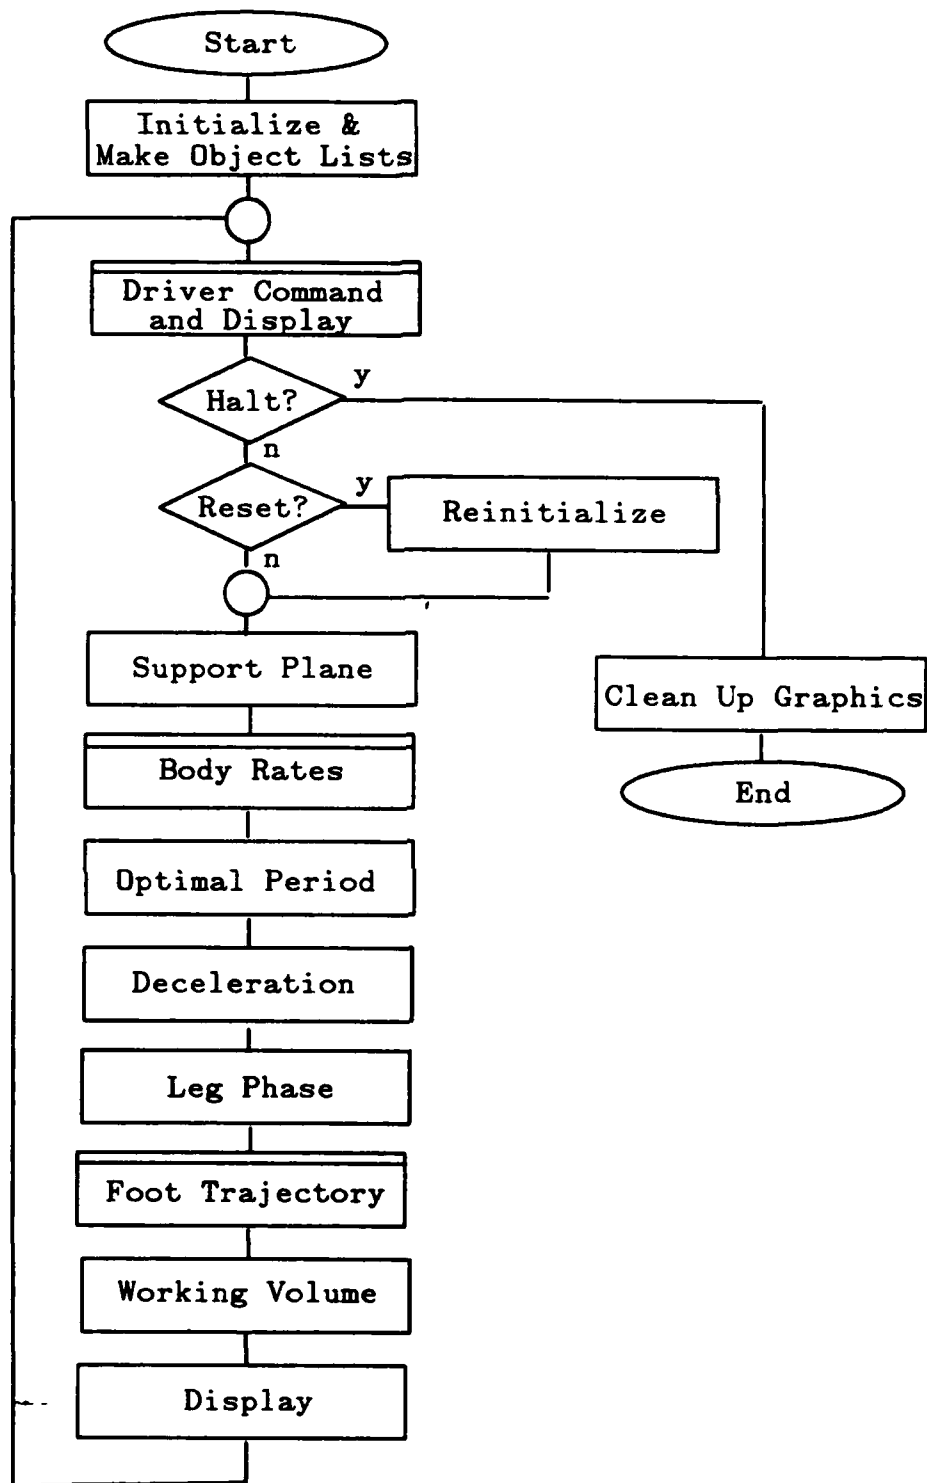 Start
Initialize &
Make Object Lists
Driver Command
and Display
Halt?
y
n
Reset?
y
Reinitialize
n
Support Plane
Clean Up Graphics
Body Rates
End
Optimal Period
Deceleration
Leg Phase
Foot Trajectory
Working Volume
Display